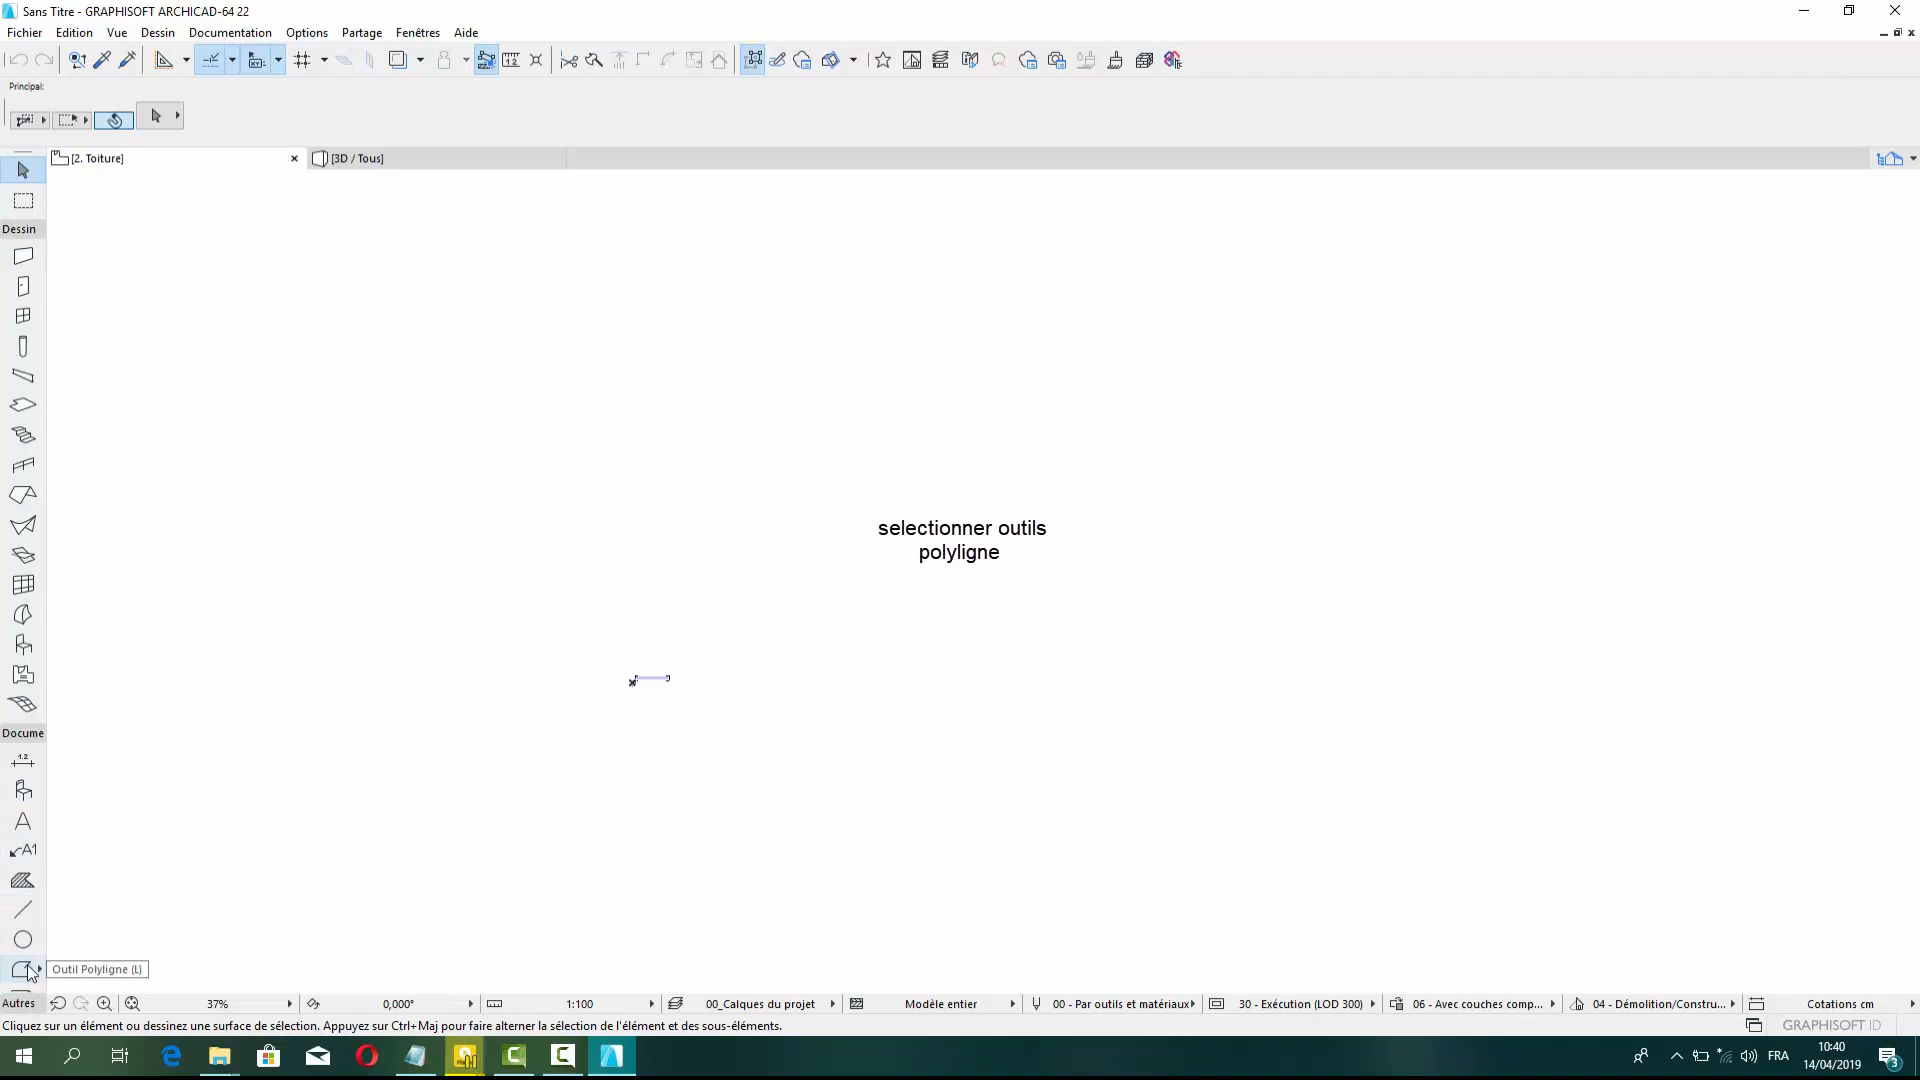 Sans Titre - GRAPHISOFT ARCHICAD-64 22
Fichier Edition Vue Dessin Documentation Options Partage Fenêtres Aide
Principal:
[2. Toiture]
[3D / Tous]
Dessin
selectionner outils
polyligne
Docume
1.2
A
A1
Outil Polyligne (L)
Autres
37%
0,000°
1:100
00_Calques du projet
Modèle entier
00 - Par outils et matériaux
30 - Exécution (LOD 300)
06 - Avec couches comp...
04 - Démolition/Constru...
Cotations cm
Cliquez sur un élément ou dessinez une surface de sélection. Appuyez sur Ctrl+Maj pour faire alterner la sélection de l'élément et des sous-éléments.
GRAPHISOFT ID
FRA
10:40
14/04/2019
3